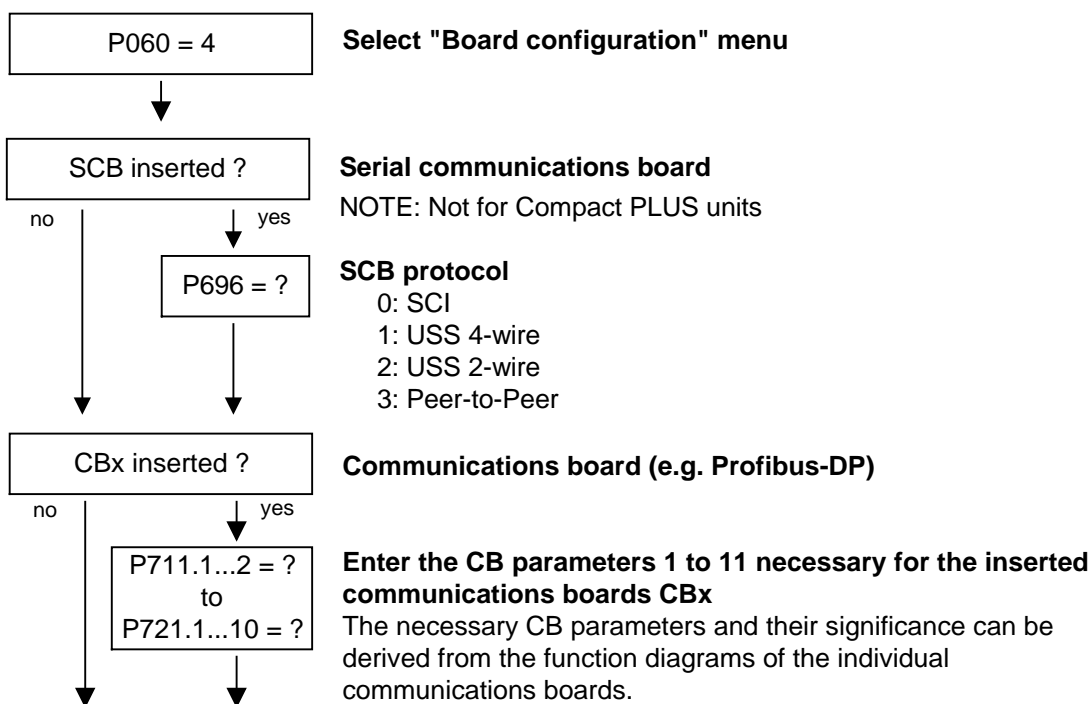 P060 = 4
Select "Board configuration" menu
SCB inserted ?
Serial communications board
NOTE: Not for Compact PLUS units
no
yes
P696 = ?
SCB protocol
0: SCI
1: USS 4-wire
2: USS 2-wire
3: Peer-to-Peer
CBx inserted ?
Communications board (e.g. Profibus-DP)
no
yes
P711.1...2 = ?
to
P721.1...10 = ?
Enter the CB parameters 1 to 11 necessary for the inserted
communications boards CBx
The necessary CB parameters and their significance can be
derived from the function diagrams of the individual
communications boards.